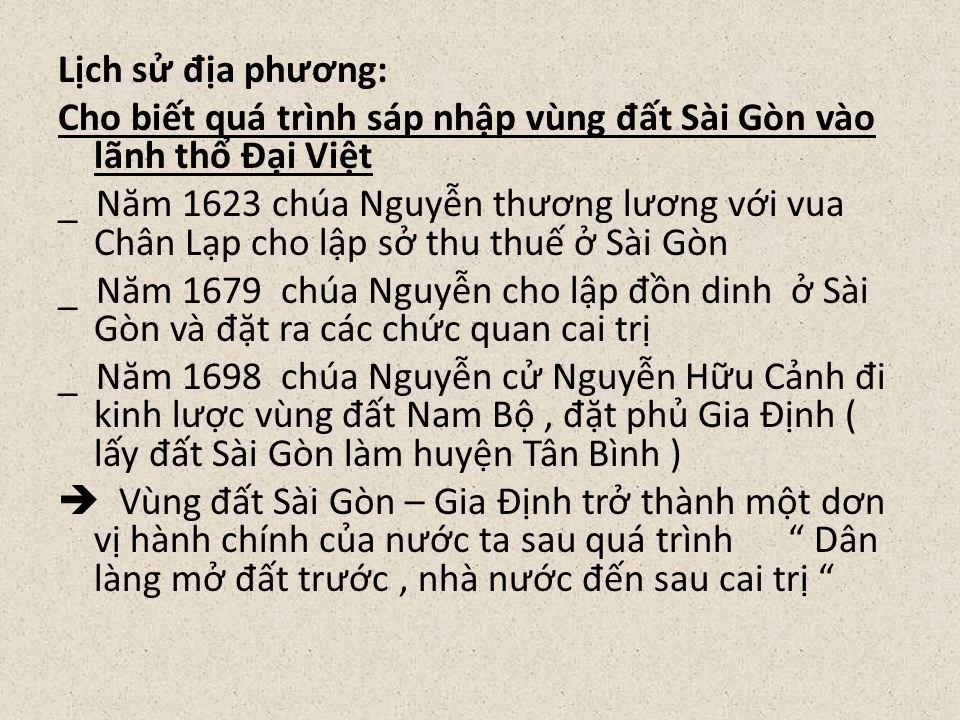 Lịch sử địa phương:
Cho biết quá trình sáp nhập vùng đất Sài Gòn vào
lãnh thổ Đại Việt
_ Năm 1623 chúa Nguyễn thương lương với vua
Chân Lạp cho lập sở thu thuế ở Sài Gòn
_ Năm 1679 chúa Nguyễn cho lập đồn dinh ở Sài
Gòn và đặt ra các chức quan cai trị
_ Năm 1698 chúa Nguyễn cử Nguyễn Hữu Cảnh đi
kinh lược vùng đất Nam Bộ , đặt phủ Gia Định (
lấy đất Sài Gòn làm huyện Tân Bình )
➔ Vùng đất Sài Gòn – Gia Định trở thành một dơn
vị hành chính của nước ta sau quá trình “ Dân
làng mở đất trước , nhà nước đến sau cai trị “